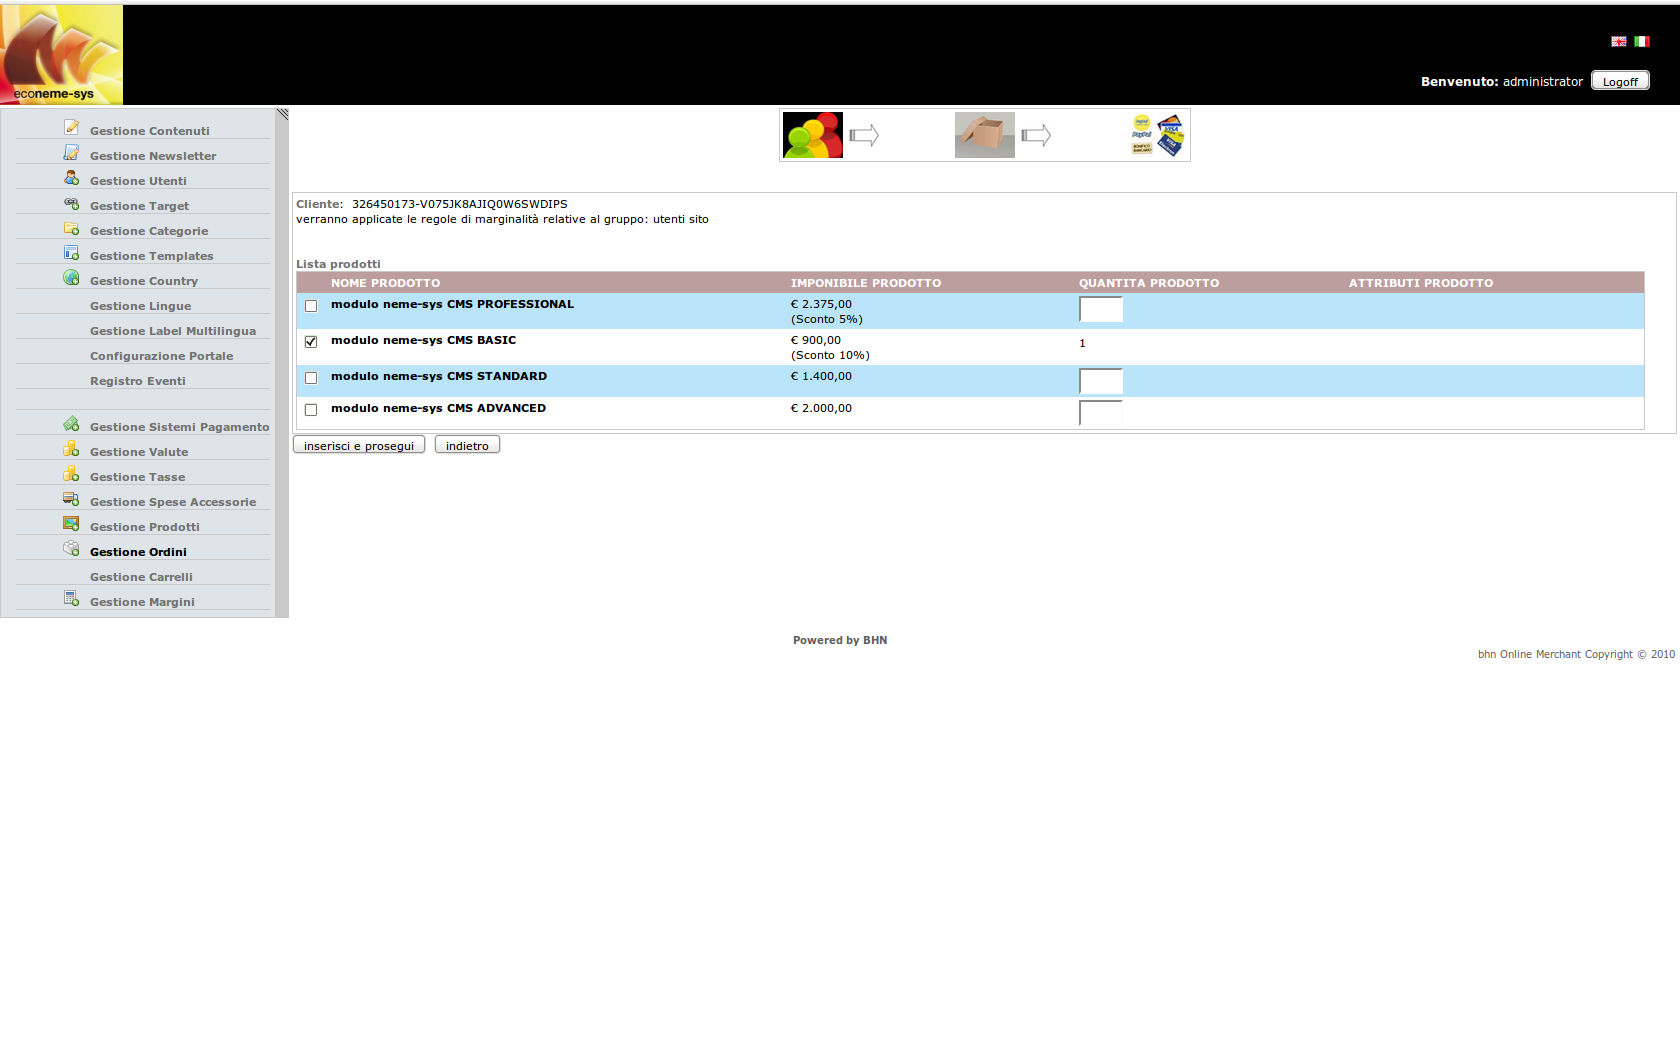 econeme-sys
Benvenuto: administrator Logoff
Gestione Contenuti
Gestione Newsletter
Gestione Utenti
Gestione Target
Gestione Categorie
Gestione Templates
Gestione Country
Gestione Lingue
Gestione Label Multilingua
Configurazione Portale
Registro Eventi
Gestione Sistemi Pagamento
Gestione Valute
Gestione Tasse
Gestione Spese Accessorie
Gestione Prodotti
Gestione Ordini
Gestione Carrelli
Gestione Margini
PayPal
VISA
BONIFICO
BANCARIO
Cliente: 326450173-V075JK8AJIQ0W6SWDIPS
verranno applicate le regole di marginalità relative al gruppo: utenti sito
Lista prodotti
NOME PRODOTTO IMPONIBILE PRODOTTO QUANTITA PRODOTTO ATTRIBUTI PRODOTTO
modulo neme-sys CMS PROFESSIONAL € 2.375,00
(Sconto 5%)
modulo neme-sys CMS BASIC € 900,00 1
(Sconto 10%)
modulo neme-sys CMS STANDARD € 1.400,00
modulo neme-sys CMS ADVANCED € 2.000,00
inserisci e prosegui indietro
Powered by BHN
bhn Online Merchant Copyright © 2010